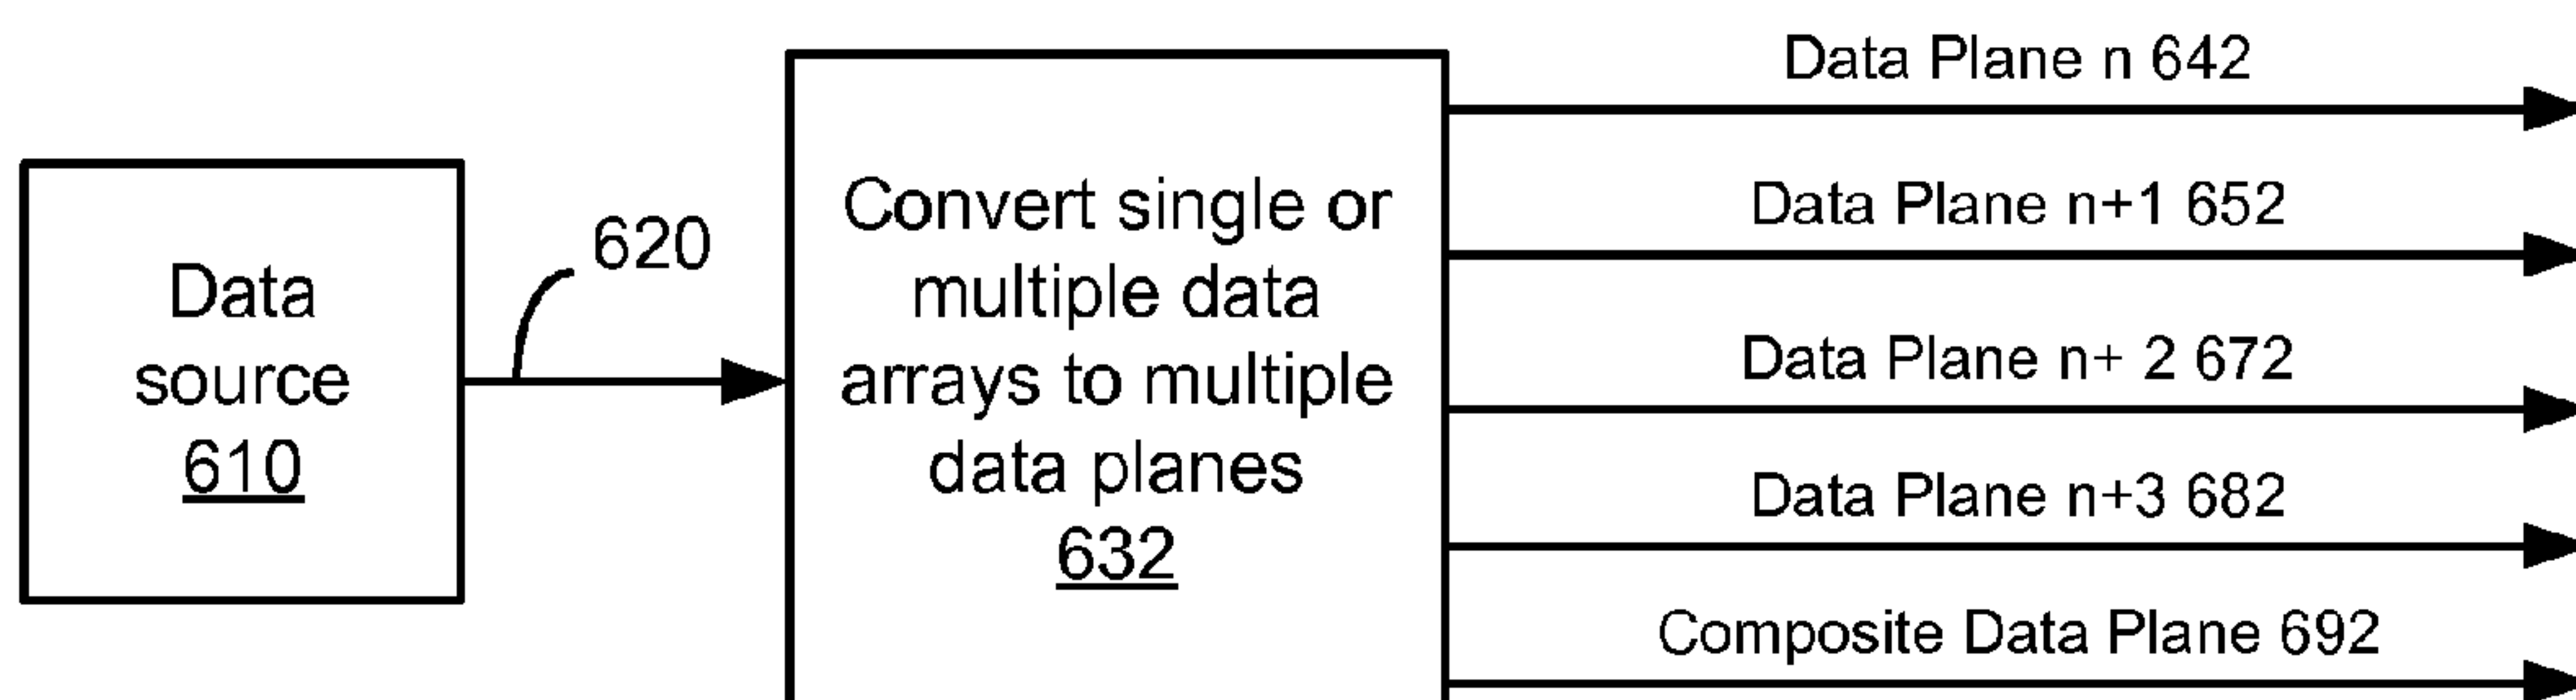 Data
source
610
620
Convert single or
multiple data
arrays to multiple
data planes
632
Data Plane n 642
Data Plane n+1 652
Data Plane n+ 2 672
Data Plane n+3 682
Composite Data Plane 692